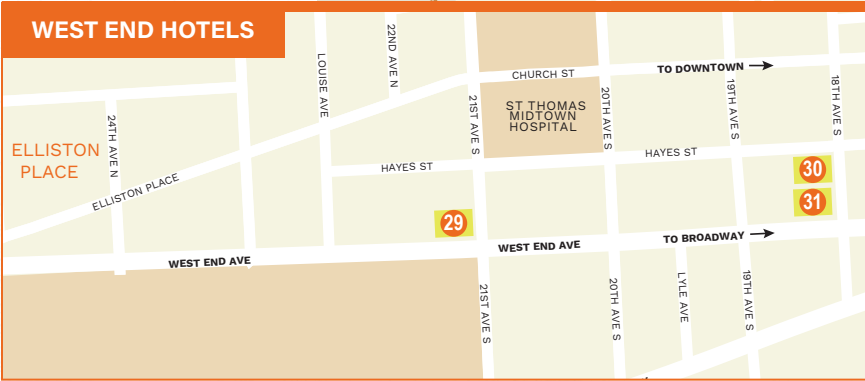 WEST END HOTELS
LOUISE AVE
22ND AVE N
CHURCH ST
TO DOWNTOWN
21ST AVE S
ST THOMAS
MIDTOWN
HOSPITAL
20TH AVE S
19TH AVE S
18TH AVE S
24TH AVE N
ELLISTON
PLACE
ELLISTON PLACE
HAYES ST
HAYES ST
30
31
29
WEST END AVE
WEST END AVE
TO BROADWAY
21ST AVE S
20TH AVE S
LYLE AVE
19TH AVE S